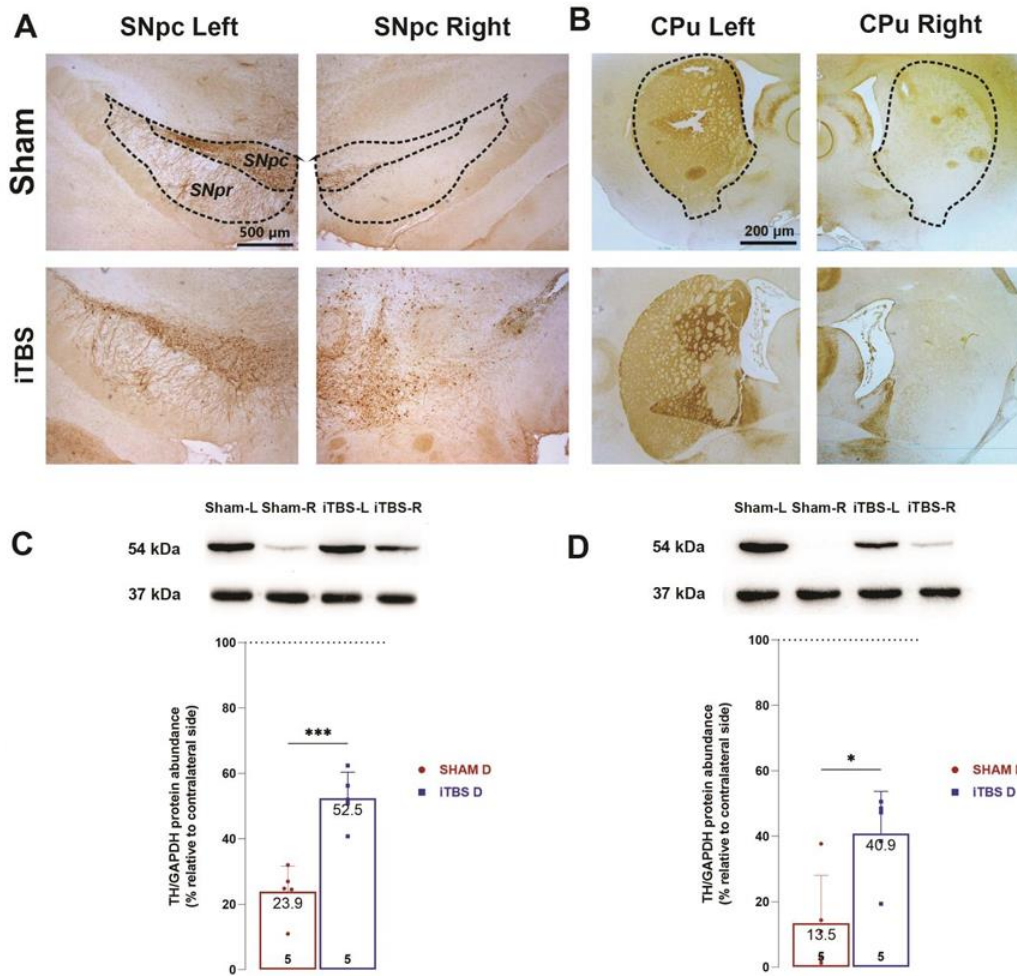 A
SNpc Left
SNpc Right
B
CPu Left
CPu Right
Sham
SNpc
SNpr
500 µm
200 µm
iTBS
C
Sham-L Sham-R iTBS-L iTBS-R
54 kDa
37 kDa
100
80
60
40
20
0
TH/GAPDH protein abundance
(% relative to contralateral side)
***
23.9
52.5
5
5
SHAM D
iTBS D
D
Sham-L Sham-R iTBS-L iTBS-R
54 kDa
37 kDa
100
80
60
40
20
0
TH/GAPDH protein abundance
(% relative to contralateral side)
*
13.5
40.9
5
5
SHAM D
iTBS D